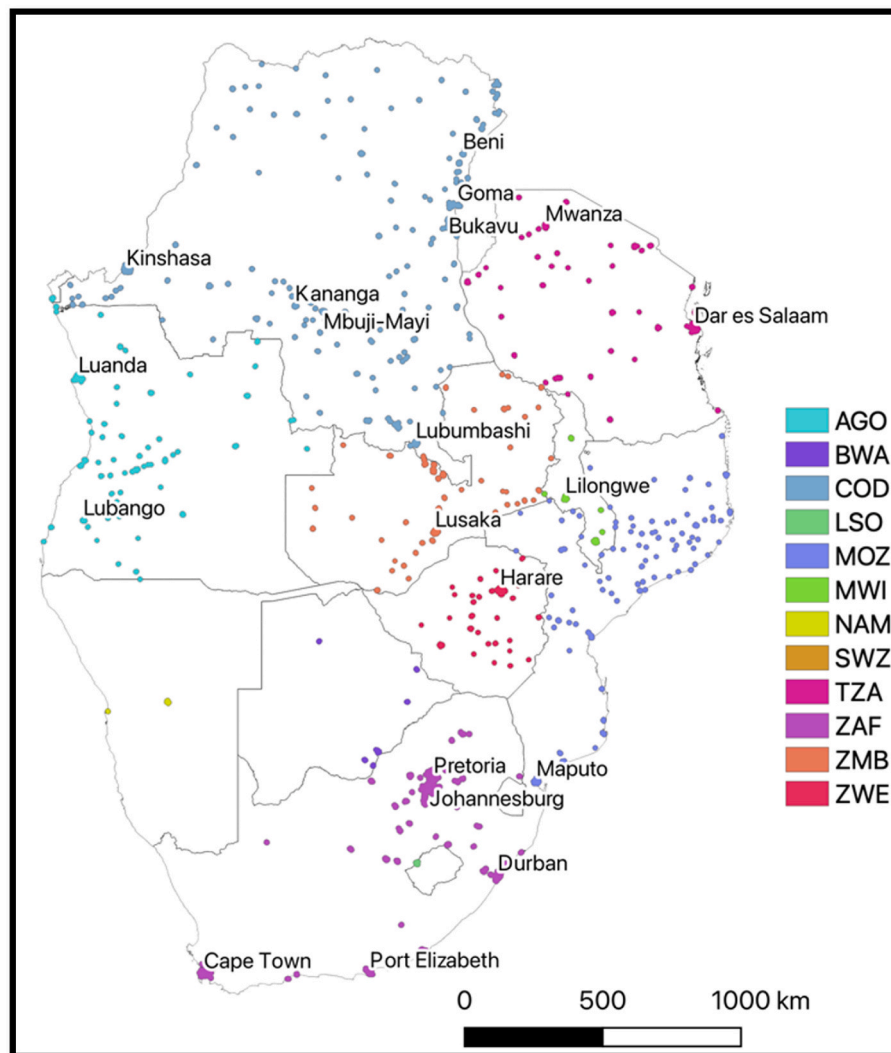 Beni
Goma
Bukavu
Mwanza
Kinshasa
Kananga
Mbuji-Mayi
Dar es Salaam
Luanda
Lubumbashi
Lilongwe
Lubango
Lusaka
Harare
Pretoria
Maputo
Johannesburg
Durban
Cape Town
Port Elizabeth
AGO
BWA
COD
LSO
MOZ
MWI
NAM
SWZ
TZA
ZAF
ZMB
ZWE
0 500 1000 km